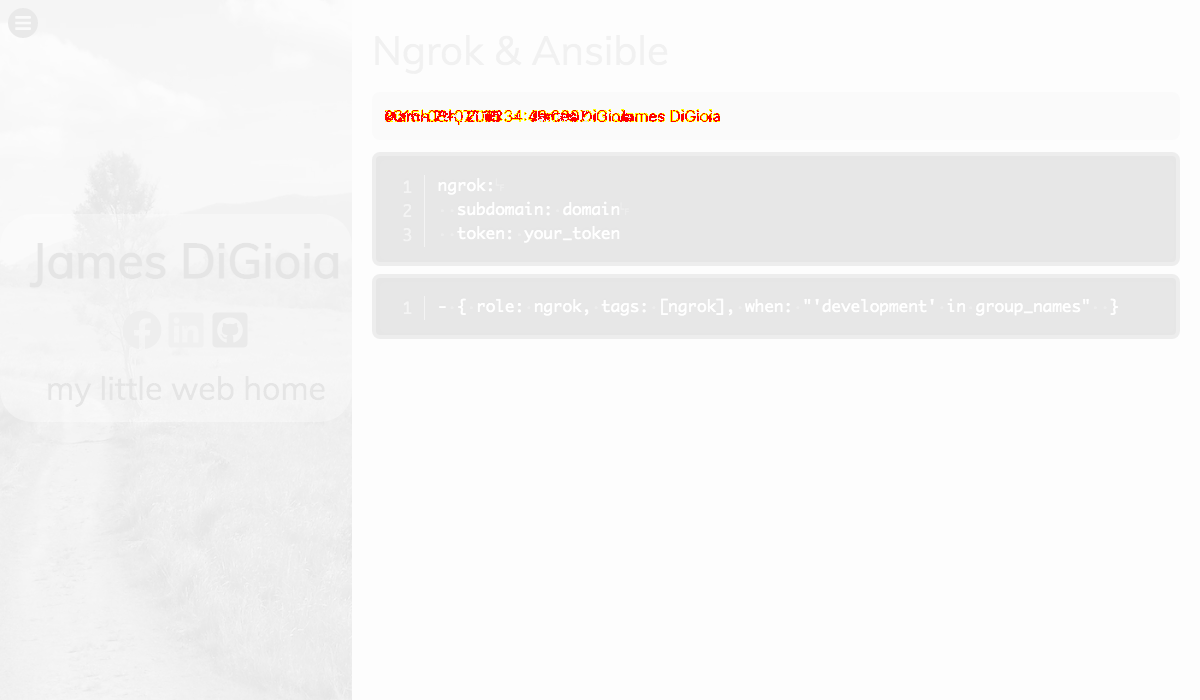 Ngrok & Ansible
James DiGioia
James DiGioia
my little web home
1 ngrok:
2 subdomain: domain
3 token: your_token
1 - { role: ngrok, tags: [ngrok], when: "'development' in group_names" }